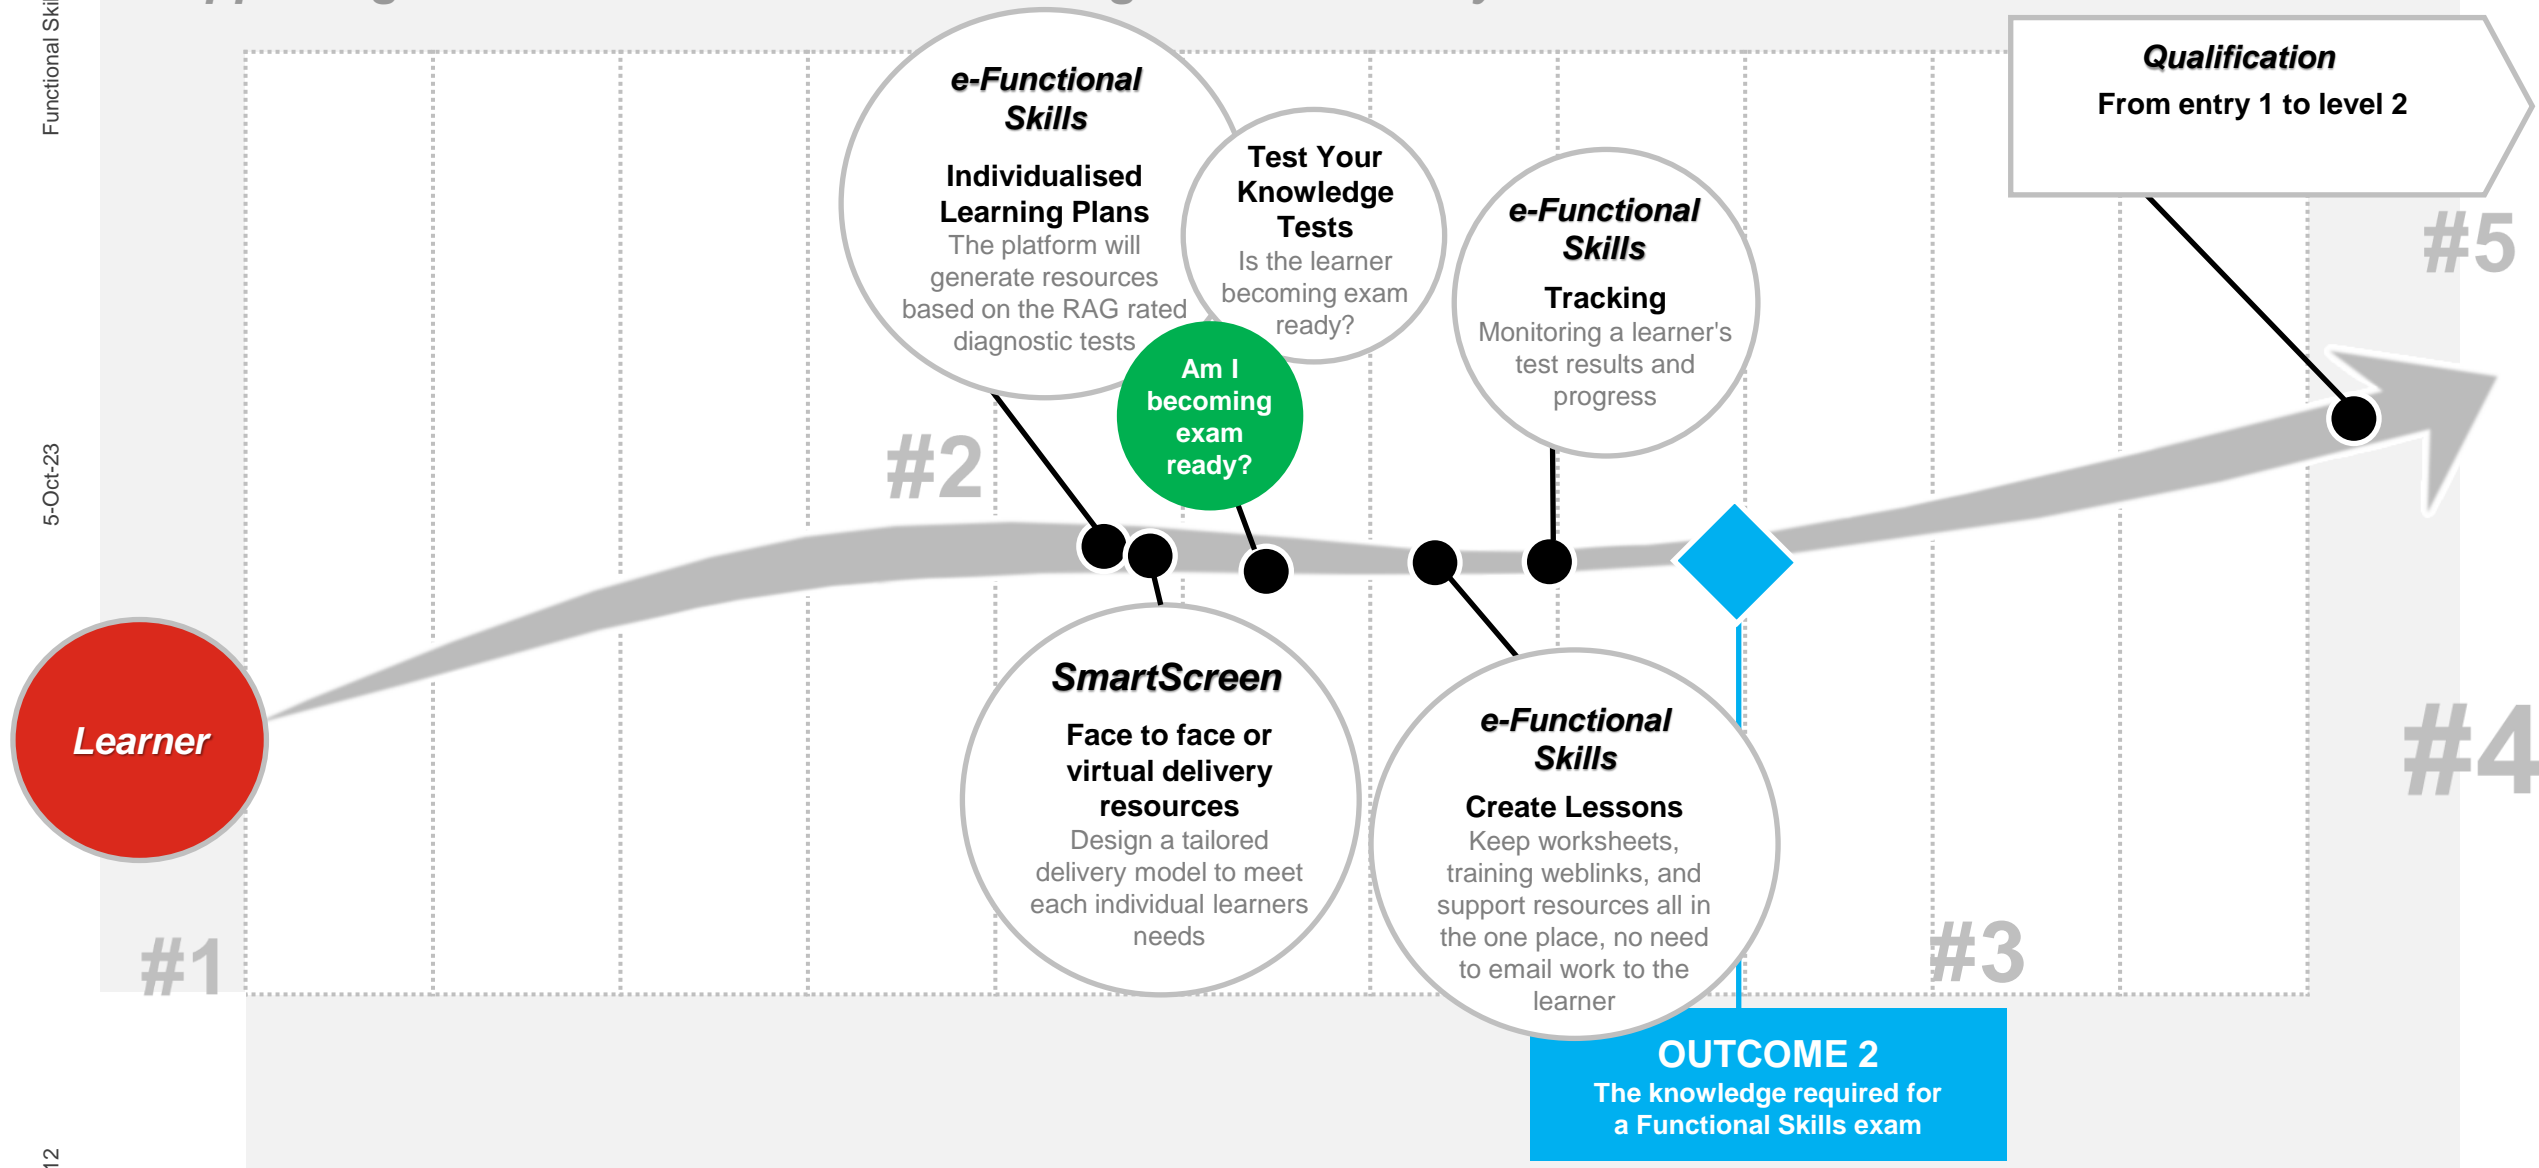 Qualification
From entry 1 to level 2
e-Functional
Skills
Individualised
Learning Plans
The platform will
generate resources
based on the RAG rated
diagnostic tests
Test Your
Knowledge
Tests
Is the learner
becoming exam
ready?
e-Functional
Skills
Tracking
Monitoring a learner's
test results and
progress
Am I
becoming
exam
ready?
#5
#2
Learner
SmartScreen
Face to face or
virtual delivery
resources
Design a tailored
delivery model to meet
each individual learners
needs
e-Functional
Skills
Create Lessons
Keep worksheets,
training weblinks, and
support resources all in
the one place, no need
to email work to the
learner
#4
#1
#3
OUTCOME 2
The knowledge required for
a Functional Skills exam
Functional
5-Oct-23
12